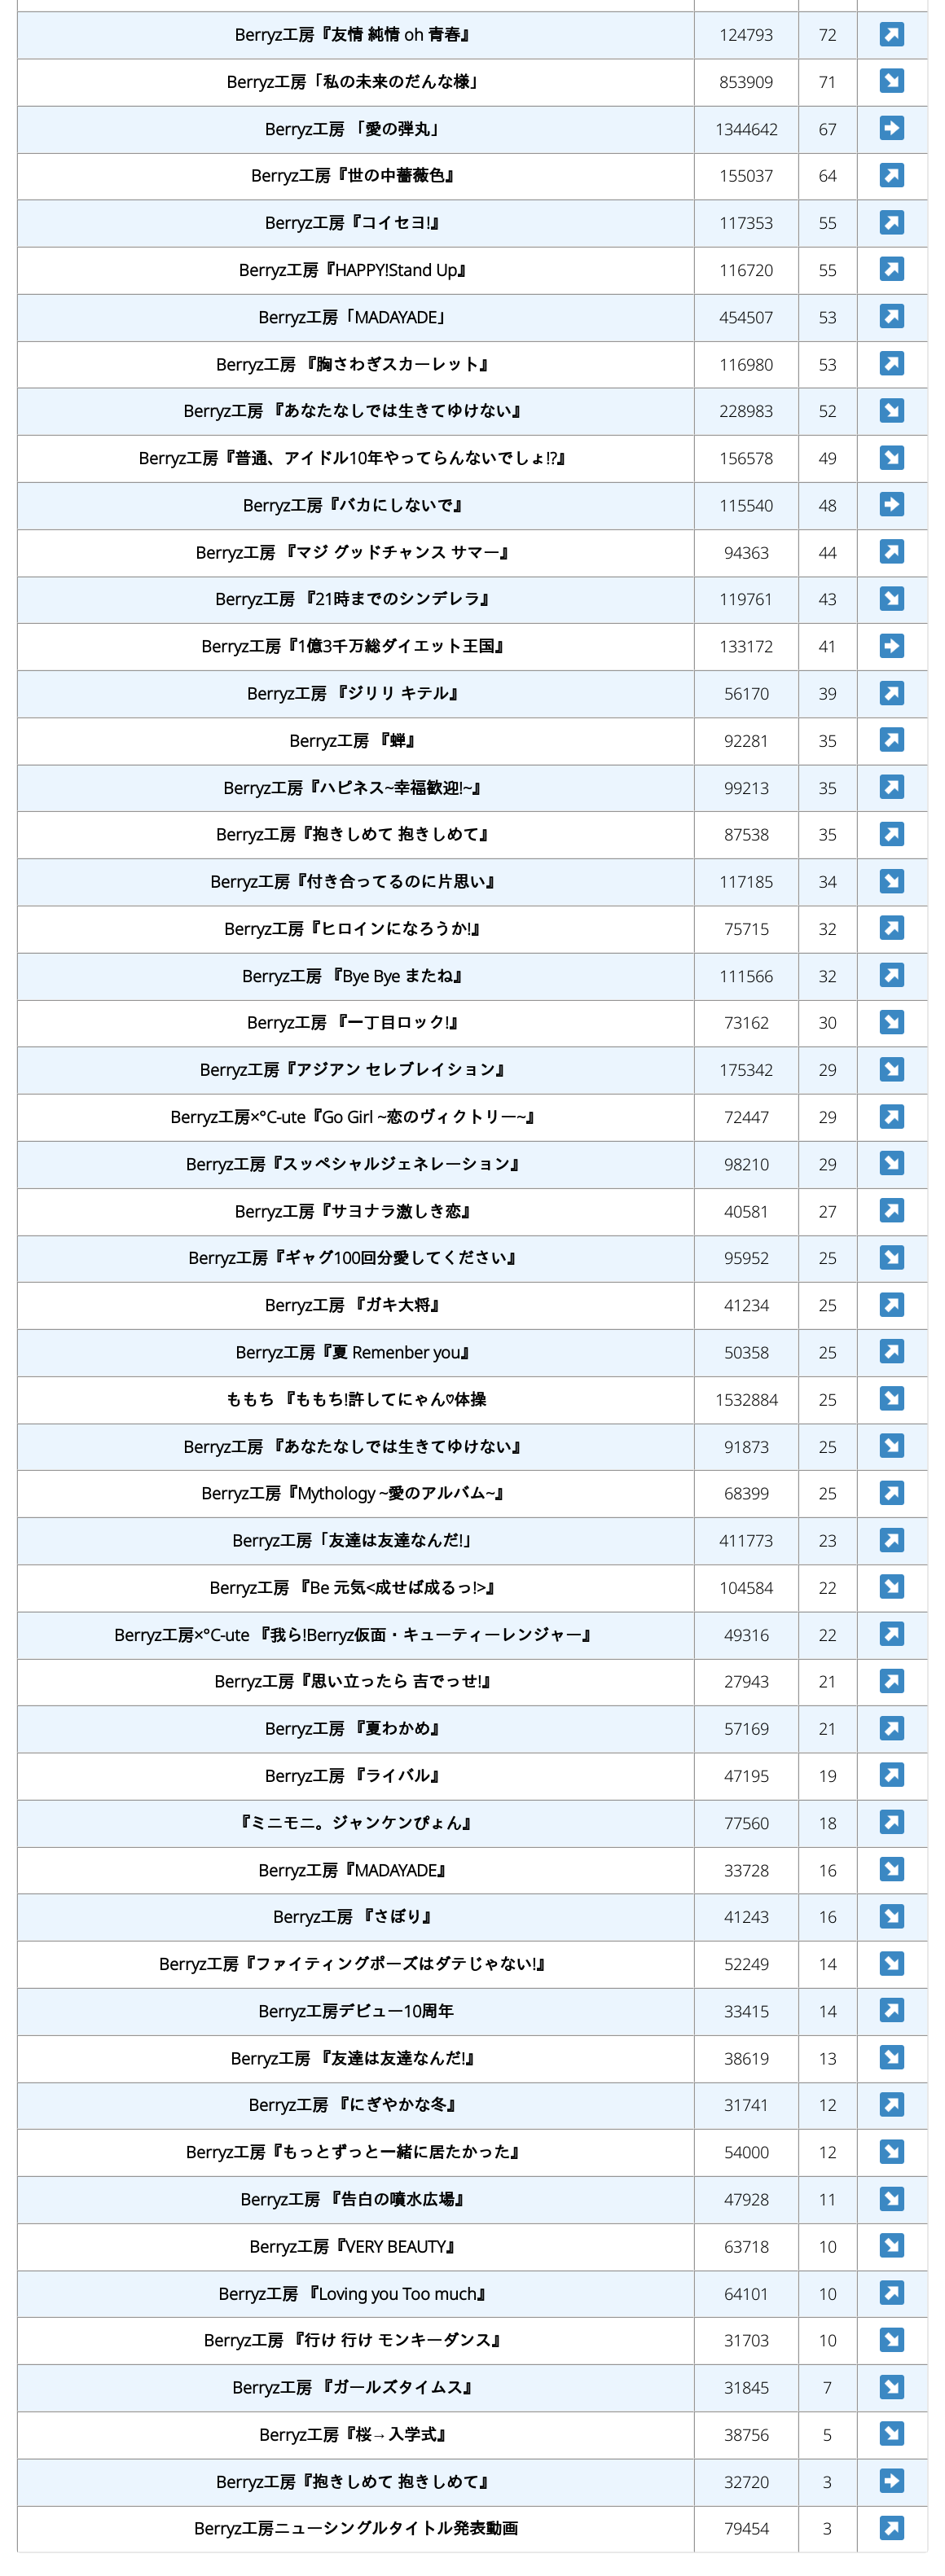 Berryz工房『友情 純情 oh 青春』 124793 72 ↗
Berryz工房「私の未来のだんな様」 853909 71 ↘
Berryz工房 「愛の弾丸」 1344642 67 ➡
Berryz工房『世の中薔薇色』 155037 64 ↗
Berryz工房『コイセヨ!』 117353 55 ↗
Berryz工房『HAPPY!Stand Up』 116720 55 ↗
Berryz工房「MADAYADE」 454507 53 ↗
Berryz工房 『胸さわぎスカーレット』 116980 53 ↗
Berryz工房 『あなたなしでは生きてゆけない』 228983 52 ↘
Berryz工房『普通、アイドル10年やってらんないでしょ!?』 156578 49 ↘
Berryz工房『バカにしないで』 115540 48 ➡
Berryz工房 『マジ グッドチャンス サマー』 94363 44 ↗
Berryz工房 『21時までのシンデレラ』 119761 43 ↘
Berryz工房『1億3千万総ダイエット王国』 133172 41 ➡
Berryz工房 『ジリリ キテル』 56170 39 ↗
Berryz工房 『蝉』 92281 35 ↗
Berryz工房『ハピネス~幸福歓迎!~』 99213 35 ↗
Berryz工房『抱きしめて 抱きしめて』 87538 35 ↗
Berryz工房『付き合ってるのに片思い』 117185 34 ↘
Berryz工房『ヒロインになろうか!』 75715 32 ↗
Berryz工房 『Bye Bye またね』 111566 32 ↗
Berryz工房 『一丁目ロック!』 73162 30 ↘
Berryz工房『アジアン セレブレイション』 175342 29 ↘
Berryz工房×°C-ute『Go Girl ~恋のヴィクトリー~』 72447 29 ↗
Berryz工房『スッペシャルジェネレーション』 98210 29 ↘
Berryz工房『サヨナラ激しき恋』 40581 27 ↗
Berryz工房『ギャグ100回分愛してください』 95952 25 ↘
Berryz工房 『ガキ大将』 41234 25 ↗
Berryz工房『夏 Remenber you』 50358 25 ↗
ももち 『ももち!許してにゃん♡体操 1532884 25 ↘
Berryz工房 『あなたなしでは生きてゆけない』 91873 25 ↘
Berryz工房『Mythology ~愛のアルバム~』 68399 25 ↗
Berryz工房「友達は友達なんだ!」 411773 23 ↗
Berryz工房 『Be 元気<成せば成るっ!>』 104584 22 ↘
Berryz工房×°C-ute 『我ら!Berryz仮面・キューティーレンジャー』 49316 22 ↗
Berryz工房『思い立ったら 吉でっせ!』 27943 21 ↗
Berryz工房 『夏わかめ』 57169 21 ↗
Berryz工房 『ライバル』 47195 19 ↗
『ミニモニ。ジャンケンぴょん』 77560 18 ↗
Berryz工房『MADAYADE』 33728 16 ↘
Berryz工房 『さぼり』 41243 16 ↘
Berryz工房『ファイティングポーズはダテじゃない!』 52249 14 ↘
Berryz工房デビュー10周年 33415 14 ↗
Berryz工房 『友達は友達なんだ!』 38619 13 ↘
Berryz工房 『にぎやかな冬』 31741 12 ↗
Berryz工房『もっとずっと一緒に居たかった』 54000 12 ↘
Berryz工房 『告白の噴水広場』 47928 11 ↘
Berryz工房『VERY BEAUTY』 63718 10 ↘
Berryz工房 『Loving you Too much』 64101 10 ↗
Berryz工房 『行け 行け モンキーダンス』 31703 10 ↘
Berryz工房 『ガールズタイムス』 31845 7 ↘
Berryz工房『桜→入学式』 38756 5 ↘
Berryz工房『抱きしめて 抱きしめて』 32720 3 ➡
Berryz工房ニューシングルタイトル発表動画 79454 3 ↗